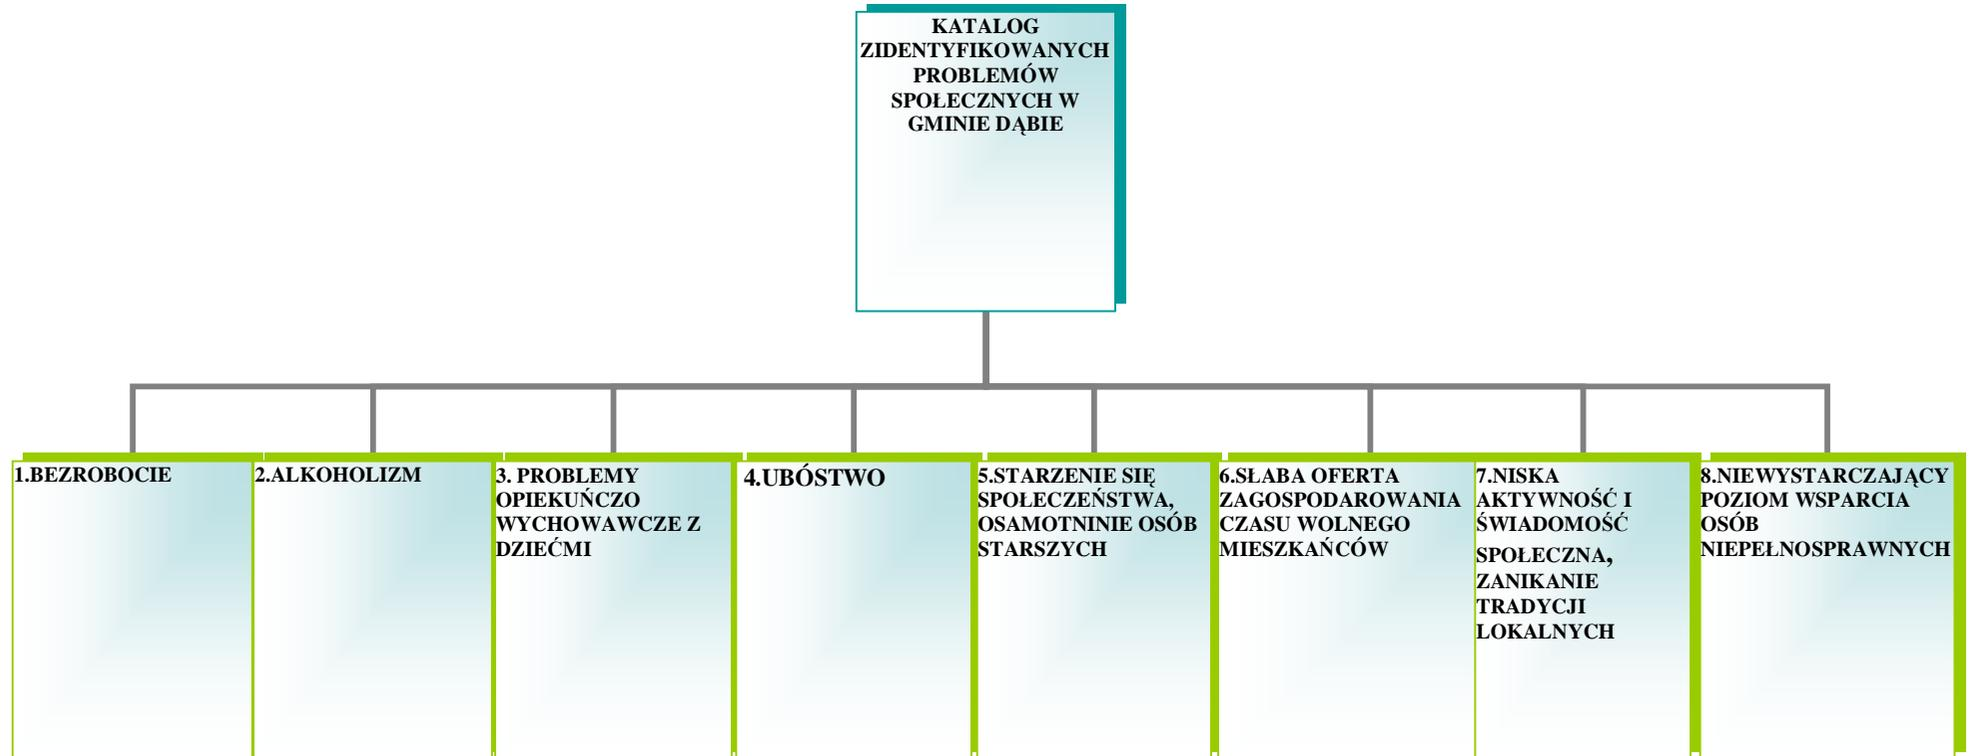 KATALOG
ZIDENTYFIKOWANYCH
PROBLEMÓW
SPOŁECZNYCH W
GMINIE DĄBIE
1.BEZROBOCIE
2.ALKOHOLIZM
3. PROBLEMY
OPIEKUŃCZO
WYCHOWAWCZE Z
DZIEĆMI
4.UBÓSTWO
5.STARZENIE SIĘ
SPOŁECZEŃSTWA,
OSAMOTNINIE OSÓB
STARSZYCH
6.SŁABA OFERTA
ZAGOSPODAROWANIA
CZASU WOLNEGO
MIESZKAŃCÓW
7.NISKA
AKTYWNOŚĆ I
ŚWIADOMOŚĆ
SPOŁECZNA,
ZANIKANIE
TRADYCJI
LOKALNYCH
8.NIEWYSTARCZAJĄCY
POZIOM WSPARCIA
OSÓB
NIEPEŁNOSPRAWNYCH